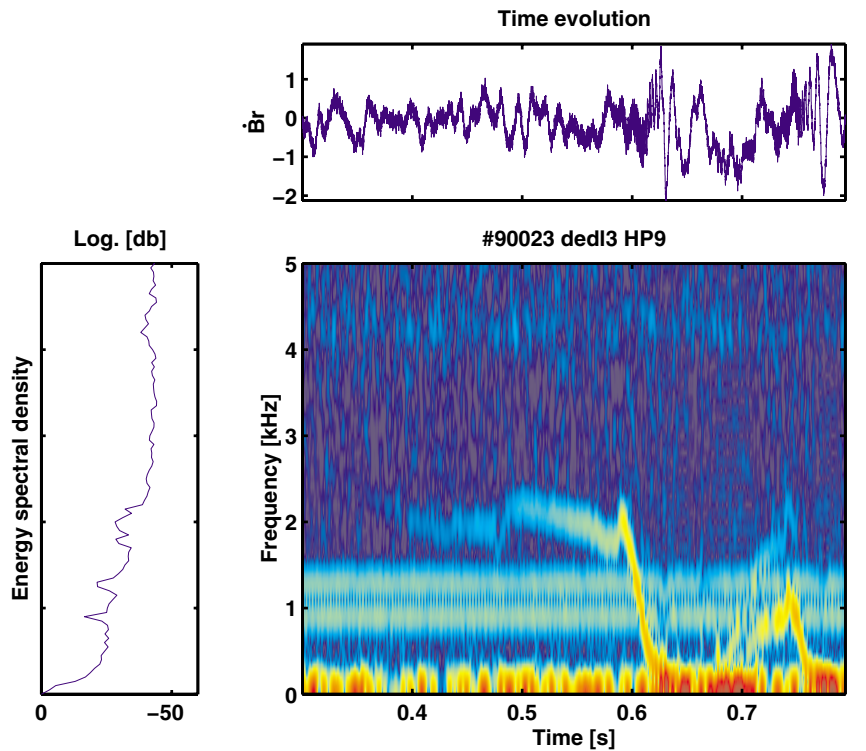 Time evolution
1
0
−1
−2
Ḃr
Log. [db]
#90023 dedl3 HP9
Energy spectral density
0
−50
Frequency [kHz]
5
4
3
2
1
0
0.4
0.5
0.6
0.7
Time [s]